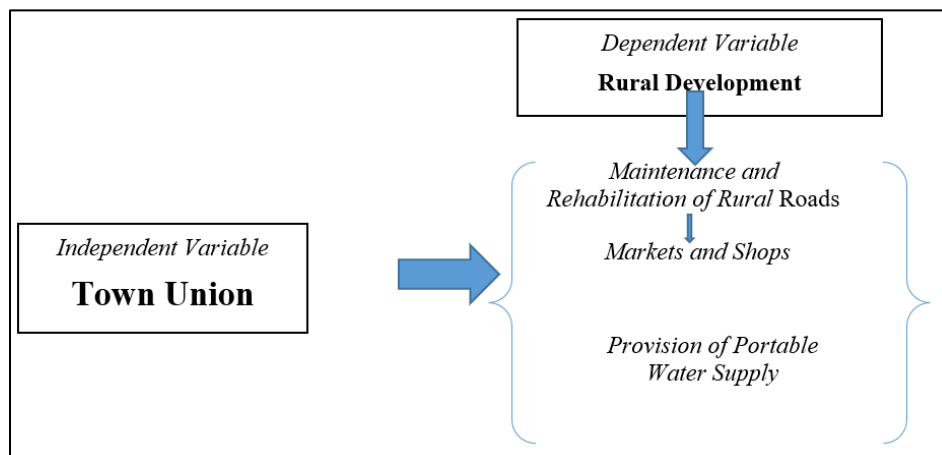 Dependent Variable
Rural Development
Maintenance and
Rehabilitation of Rural Roads
Independent Variable
Town Union
Markets and Shops
Provision of Portable
Water Supply